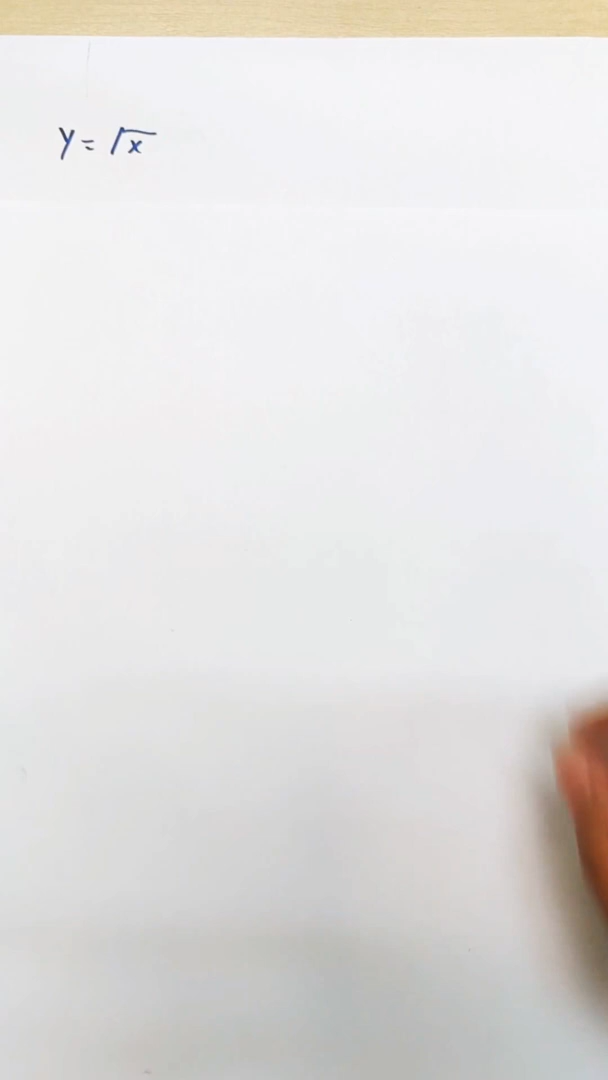 y = √x